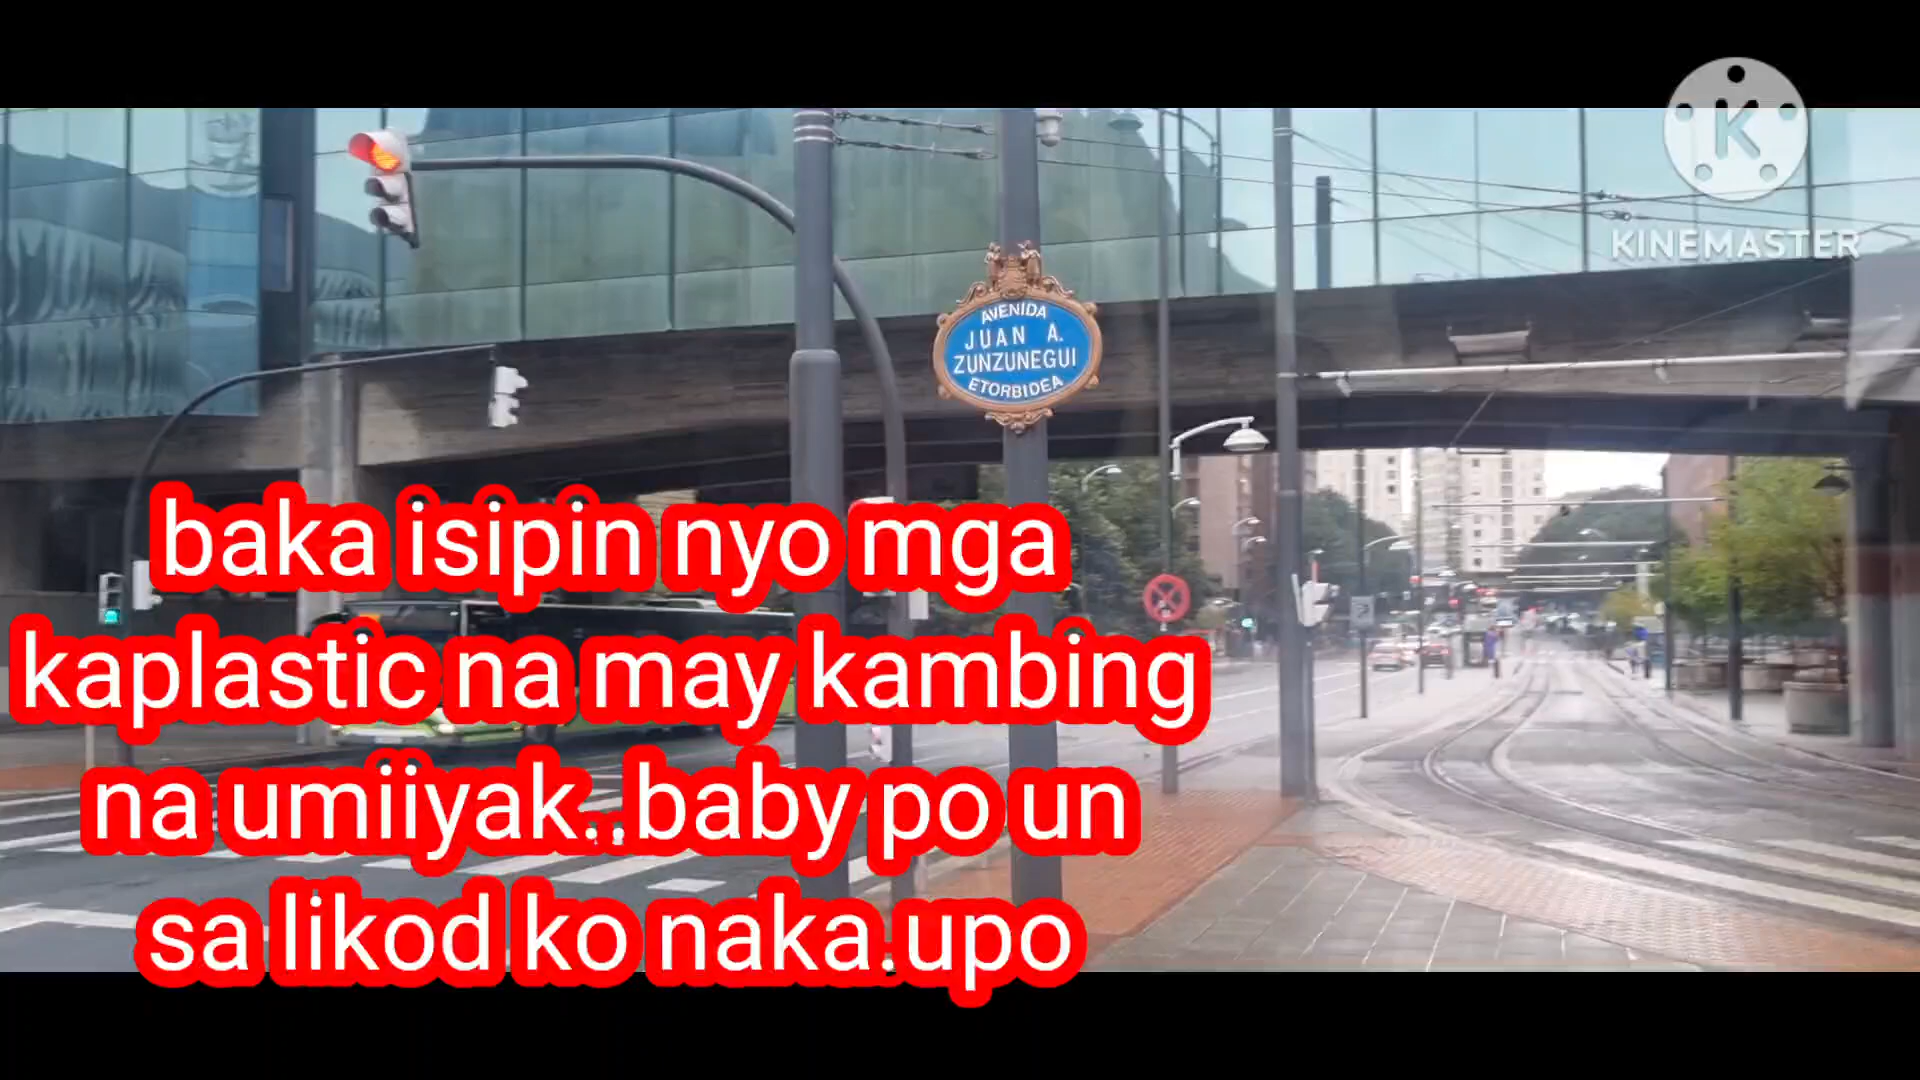 KINEMASTER
AVENIDA
JUAN A.
ZUNZUNEGUI
ETORBIDEA
baka isipin nyo mga
kaplastic na may kambing
na umiiyak..baby po un
sa likod ko naka.upo